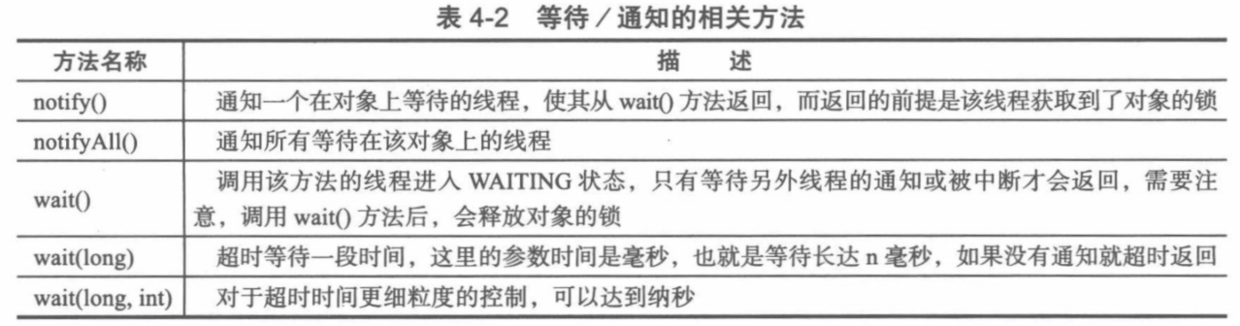 表 4-2 等待／通知的相关方法
方法名称 描 述
notify() 通知一个在对象上等待的线程，使其从 wait() 方法返回，而返回的前提是该线程获取到了对象的锁
notifyAll() 通知所有等待在该对象上的线程
wait() 调用该方法的线程进入 WAITING 状态，只有等待另外线程的通知或被中断才会返回，需要注
意，调用 wait() 方法后，会释放对象的锁
wait(long) 超时等待一段时间，这里的参数时间是毫秒，也就是等待长达 n 毫秒，如果没有通知就超时返回
wait(long, int) 对于超时时间更细粒度的控制，可以达到纳秒